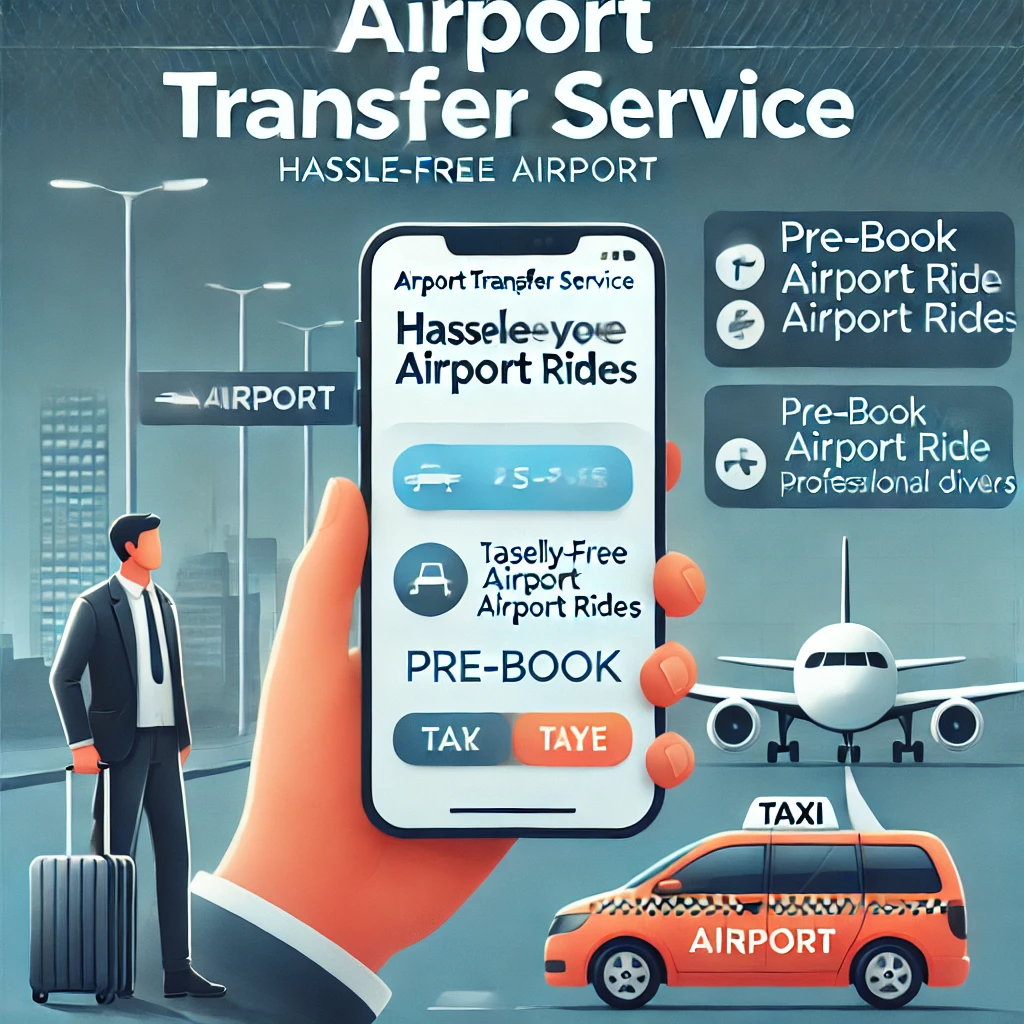 Airport
Transfer Service
HASSLE-FREE AIRPORT
Pre-Book
Airport Ride
Airport Rides
Pre-Book
Airport Ride
Professional divers
AIRPORT
Airport Transfer Service
Airport Rides
Taselly-Free
Airport
Airport Rides
PRE-BOOK
TAK TAYE
TAXI
AIRPORT